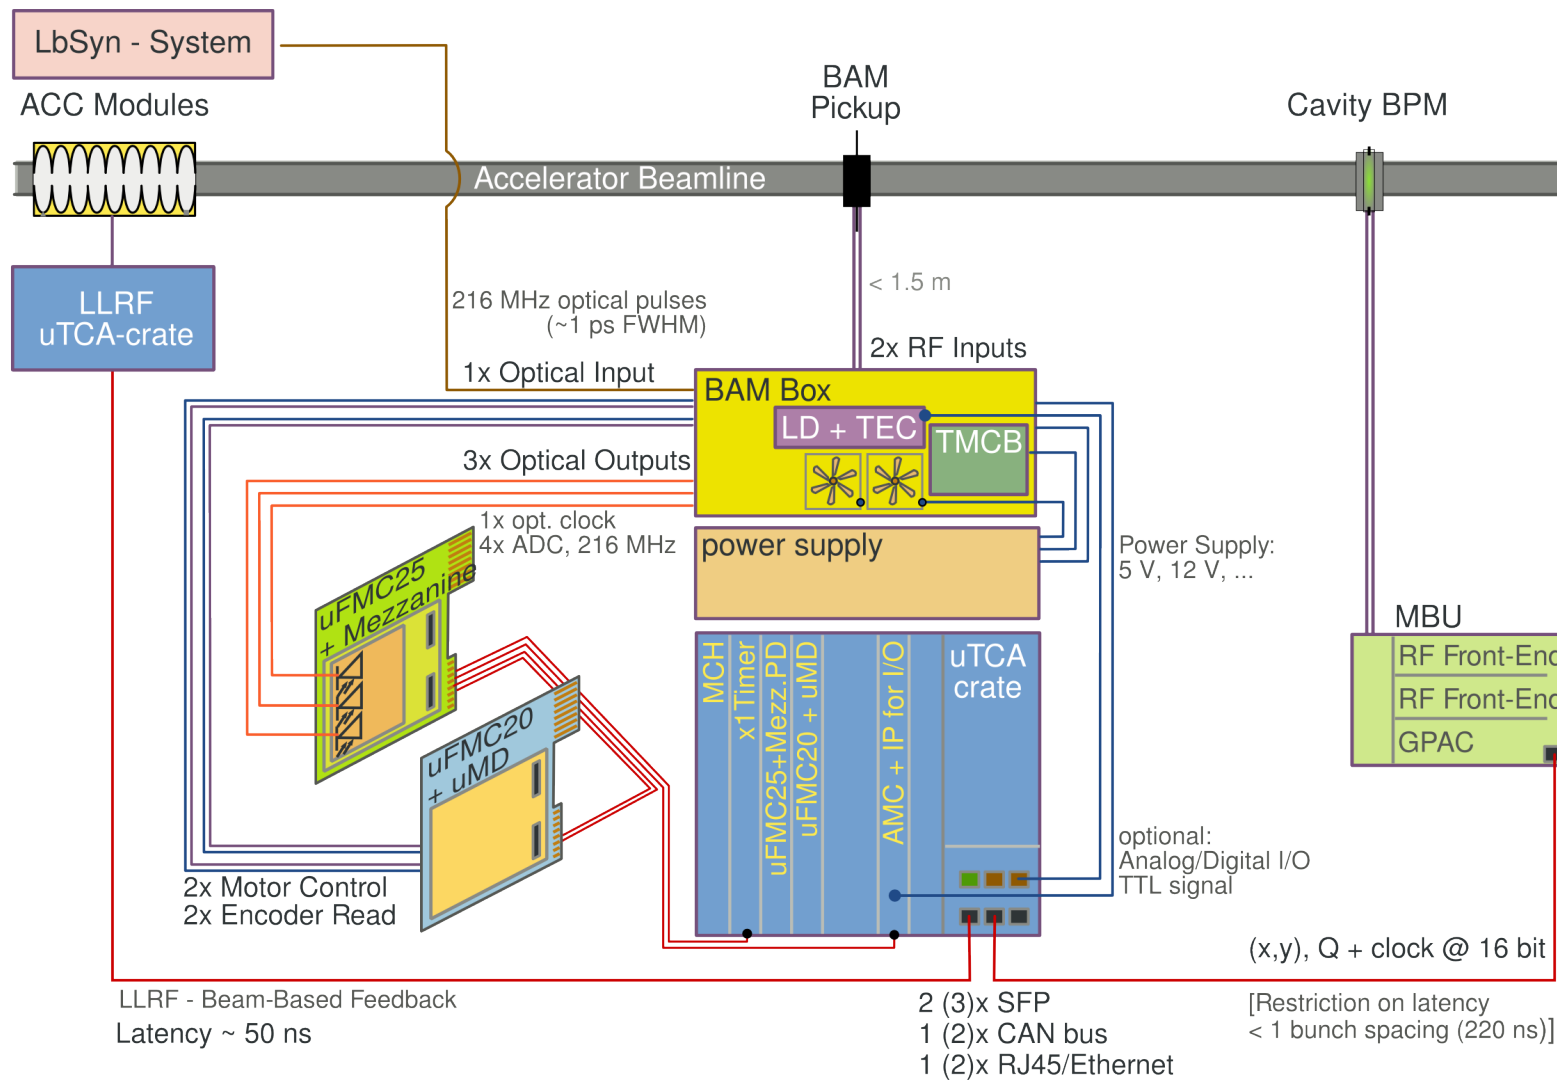 LbSyn - System
ACC Modules
BAM
Pickup
Cavity BPM
Accelerator Beamline
LLRF
uTCA-crate
216 MHz optical pulses
(~1 ps FWHM)
< 1.5 m
2x RF Inputs
1x Optical Input
BAM Box
LD + TEC
TMCB
3x Optical Outputs
1x opt. clock
4x ADC, 216 MHz
power supply
Power Supply:
5 V, 12 V, ...
uFMC25
+ Mezzanine
uFMC20
+ uMD
MCH
x1Timer
uFMC25+Mezz.PD
uFMC20 + uMD
AMC + IP for I/O
uTCA
crate
MBU
RF Front-End
RF Front-End
GPAC
optional:
Analog/Digital I/O
TTL signal
2x Motor Control
2x Encoder Read
(x,y), Q + clock @ 16 bit
LLRF - Beam-Based Feedback
Latency ~ 50 ns
2 (3)x SFP
1 (2)x CAN bus
1 (2)x RJ45/Ethernet
[Restriction on latency
< 1 bunch spacing (220 ns)]